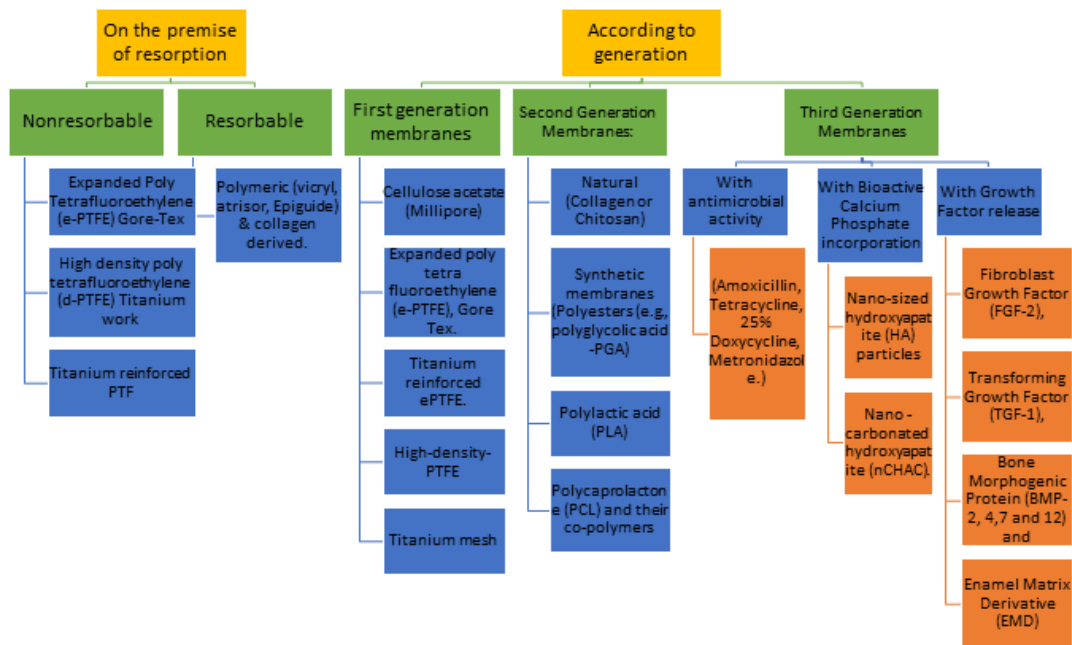 On the premise
of resorption
According to
generation
Nonresorbable
Resorbable
First generation
membranes
Second Generation
Membranes:
Third Generation
Membranes
Expanded Poly
Tetrafluoroethylene
(e-PTFE) Gore-Tex
High density poly
tetrafluoroethylene
(d-PTFE) Titanium
work
Titanium reinforced
PTF
Polymeric (vicryl,
atrisor, Epiguide) &
collagen derived.
Cellulose acetate
(Millipore)
Expanded poly
tetra
fluoroethylene
(e-PTFE), Gore
Tex.
Titanium
reinforced
ePTFE.
High-density-
PTFE
Titanium mesh
Natural
(Collagen or
Chitosan)
Synthetic
membranes
(Polyesters (e.g.,
polyglycolic acid
-PGA)
Polylactic acid
(PLA)
Polycaprolacton
e (PCL) and their
co-polymers
With
antimicrobial
activity
(Amoxicillin,
Tetracycline,
25%
Doxycycline,
Metronidazol
e.)
With Bioactive
Calcium
Phosphate
incorporation
Nano-sized
hydroxyapat
ite (HA)
particles
Nano -
carbonated
hydroxyapat
ite (nCHAC).
With Growth
Factor release
Fibroblast
Growth Factor
(FGF-2),
Transforming
Growth Factor
(TGF-1),
Bone
Morphogenic
Protein (BMP-
2, 4,7 and 12) and
Enamel Matrix
Derivative
(EMD)